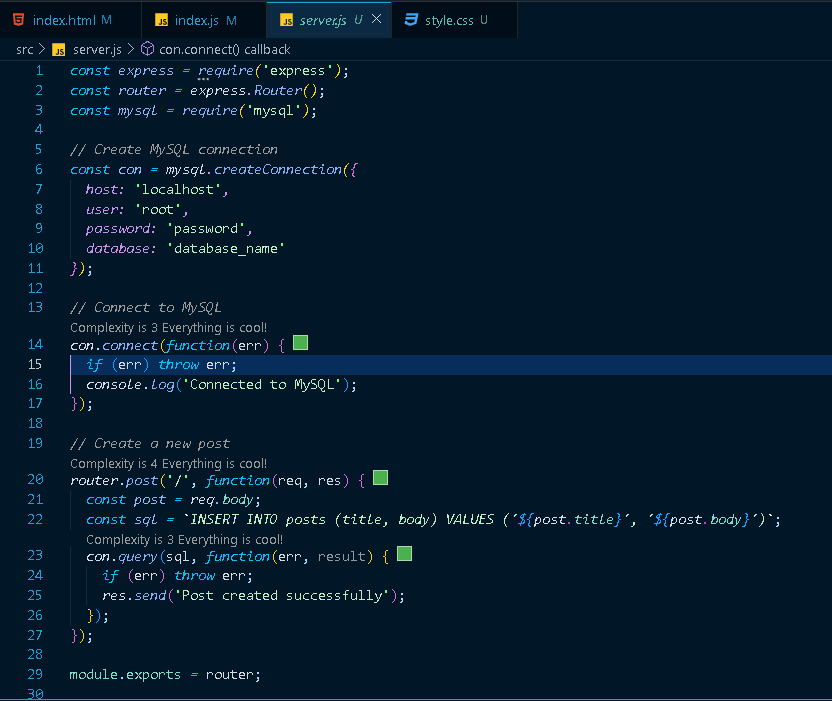 index.html M
JS index.js M
JS server.js U ×
style.css U
src > JS server.js > con.connect() callback
1 const express = require('express');
2 const router = express.Router();
3 const mysql = require('mysql');
4
5 // Create MySQL connection
6 const con = mysql.createConnection({
7 host: 'localhost',
8 user: 'root',
9 password: 'password',
10 database: 'database_name'
11 });
12
13 // Connect to MySQL
Complexity is 3 Everything is cool!
14 con.connect(function(err) {
15 if (err) throw err;
16 console.log('Connected to MySQL');
17 });
18
19 // Create a new post
Complexity is 4 Everything is cool!
20 router.post('/', function(req, res) {
21 const post = req.body;
22 const sql = `INSERT INTO posts (title, body) VALUES ('${post.title}', '${post.body}')`;
Complexity is 3 Everything is cool!
23 con.query(sql, function(err, result) {
24 if (err) throw err;
25 res.send('Post created successfully');
26 });
27 });
28
29 module.exports = router;
30